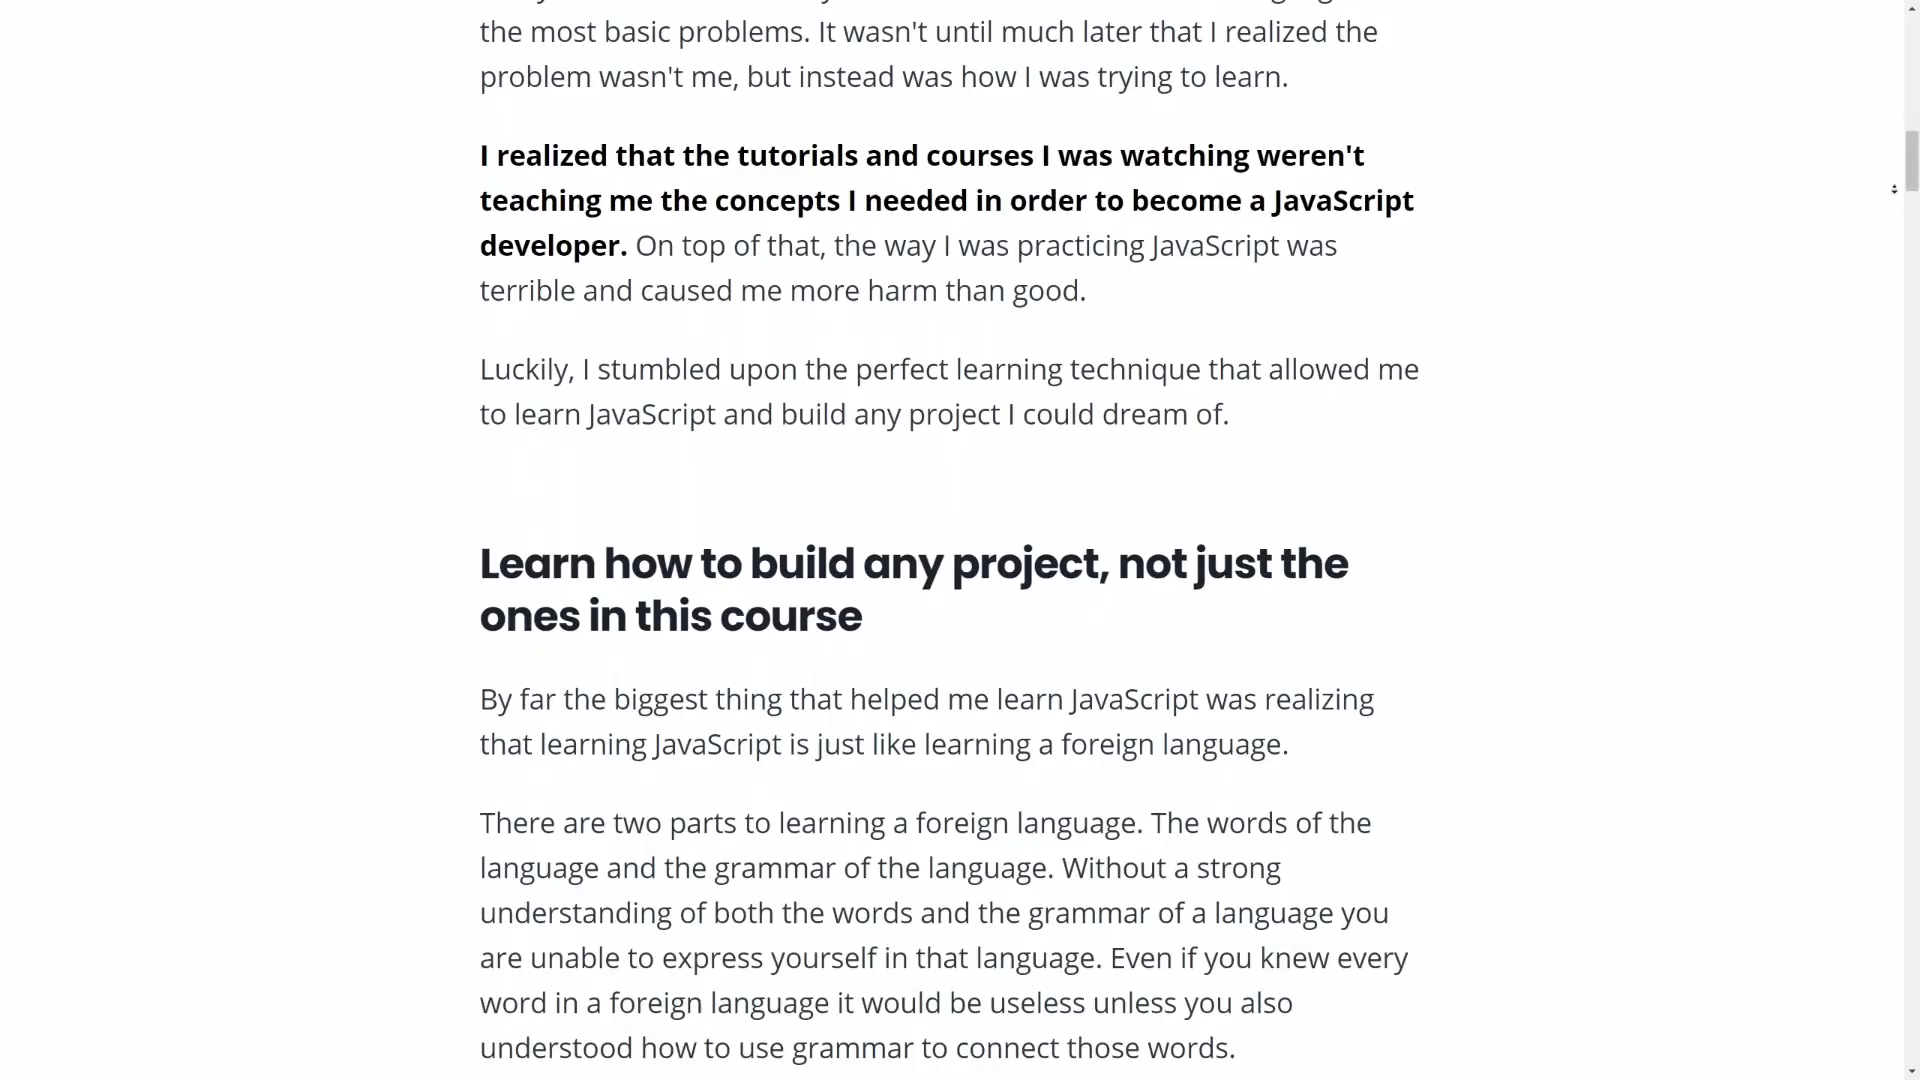 the most basic problems. It wasn't until much later that I realized the
problem wasn't me, but instead was how I was trying to learn.
I realized that the tutorials and courses I was watching weren't
teaching me the concepts I needed in order to become a JavaScript
developer. On top of that, the way I was practicing JavaScript was
terrible and caused me more harm than good.
Luckily, I stumbled upon the perfect learning technique that allowed me
to learn JavaScript and build any project I could dream of.
Learn how to build any project, not just the
ones in this course
By far the biggest thing that helped me learn JavaScript was realizing
that learning JavaScript is just like learning a foreign language.
There are two parts to learning a foreign language. The words of the
language and the grammar of the language. Without a strong
understanding of both the words and the grammar of a language you
are unable to express yourself in that language. Even if you knew every
word in a foreign language it would be useless unless you also
understood how to use grammar to connect those words.